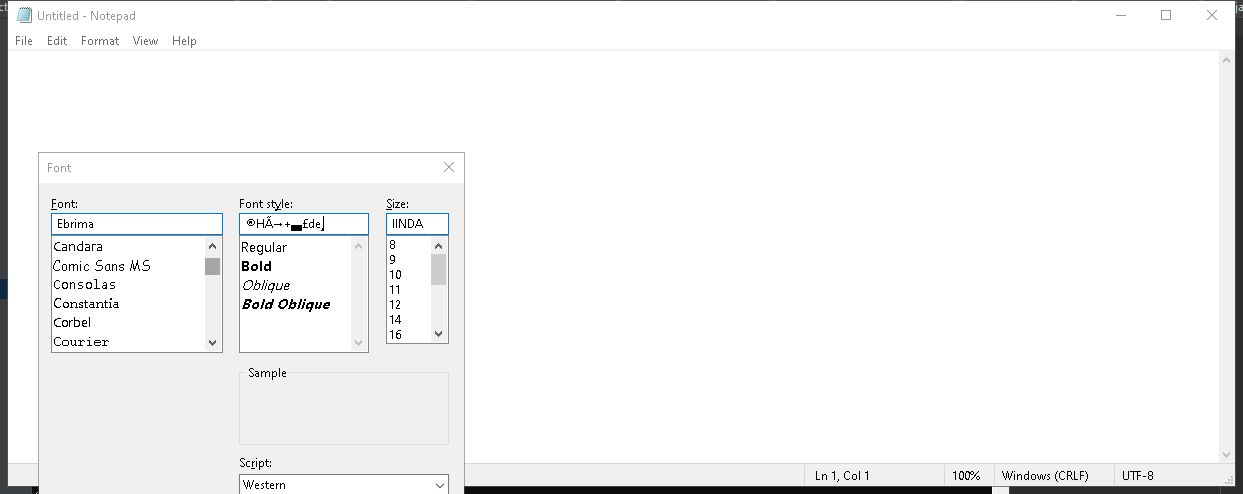 Untitled - Notepad
File Edit Format View Help
Font
Font: Font style: Size:
Ebrima ®HÃ→+▃£de⌡ IINDA
Candara Regular 8
Comic Sans MS Bold 9
Consolas Oblique 10
Constantia Bold Oblique 11
Corbel 12
Courier 14
16
Sample
Script:
Western
Ln 1, Col 1 100% Windows (CRLF) UTF-8